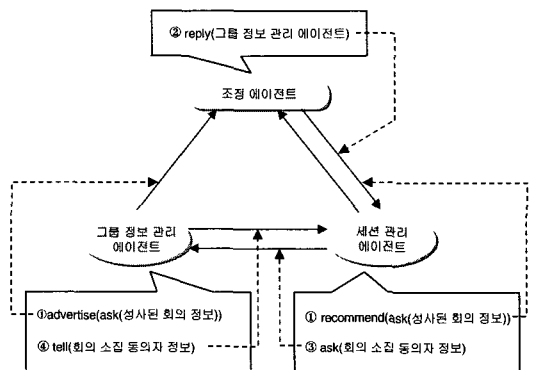 ② reply(그룹 정보 관리 에이전트)
조정 에이전트
그룹 정보 관리
에이전트
세션 관리
에이전트
①advertise(ask(성사된 회의 정보))
④ tell(회의 소집 동의자 정보)
① recommend(ask(성사된 회의 정보))
③ ask(회의 소집 동의자 정보)